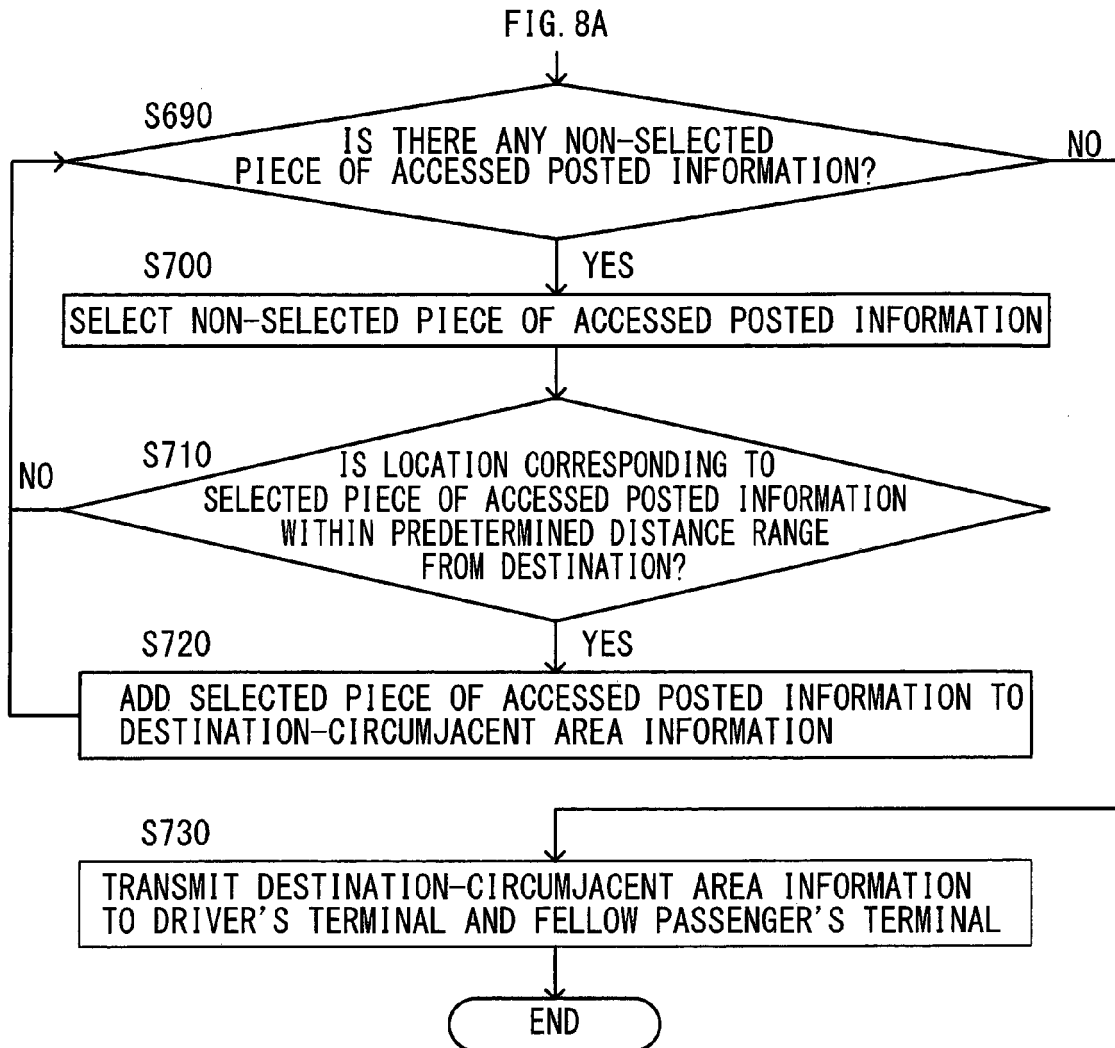 FIG. 8A
S690
IS THERE ANY NON-SELECTED
PIECE OF ACCESSED POSTED INFORMATION?
NO
S700
YES
SELECT NON-SELECTED PIECE OF ACCESSED POSTED INFORMATION
S710
NO
IS LOCATION CORRESPONDING TO
SELECTED PIECE OF ACCESSED POSTED INFORMATION
WITHIN PREDETERMINED DISTANCE RANGE
FROM DESTINATION?
S720
YES
ADD SELECTED PIECE OF ACCESSED POSTED INFORMATION TO
DESTINATION-CIRCUMJACENT AREA INFORMATION
S730
TRANSMIT DESTINATION-CIRCUMJACENT AREA INFORMATION
TO DRIVER'S TERMINAL AND FELLOW PASSENGER'S TERMINAL
END